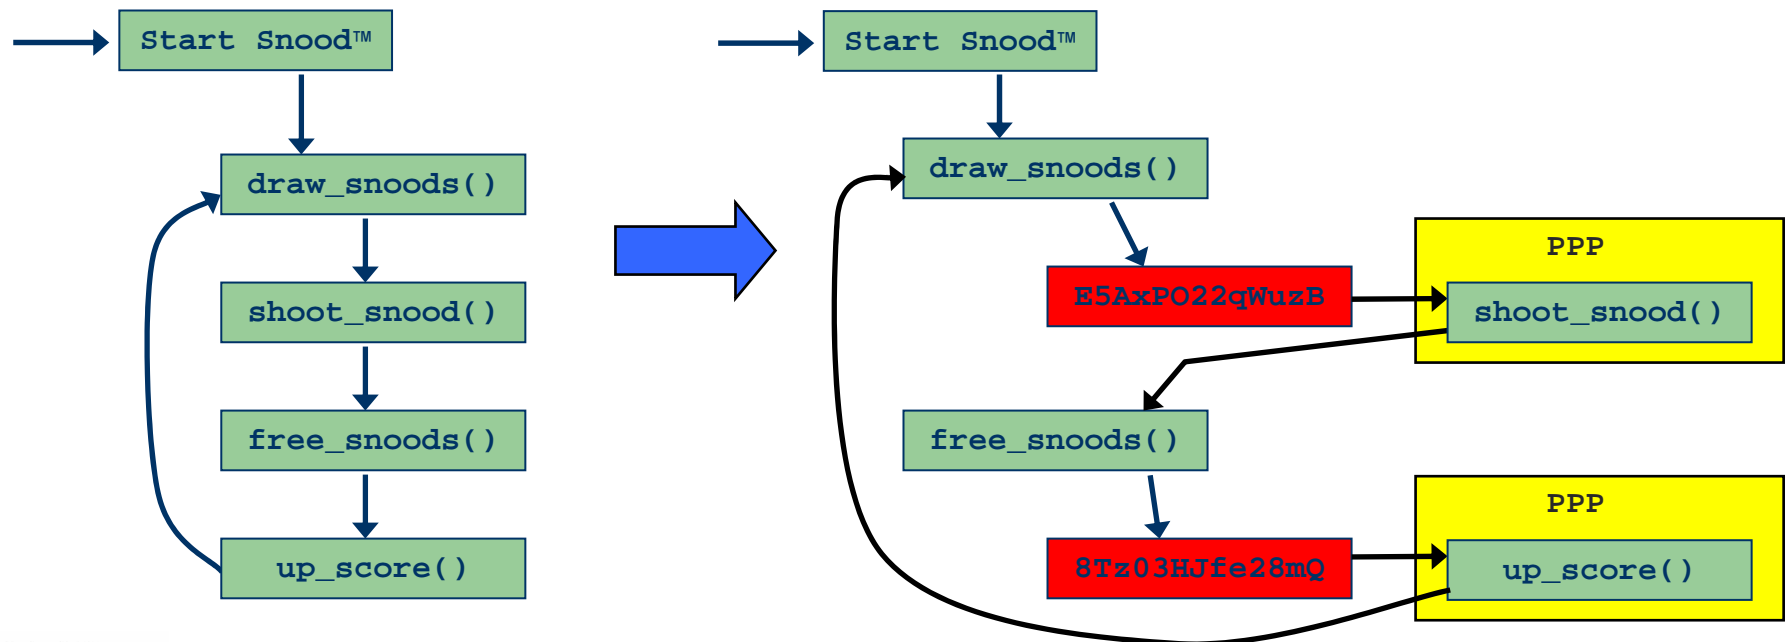 Start Snood™
draw_snoods()
shoot_snood()
free_snoods()
up_score()
Start Snood™
draw_snoods()
E5AxPO22qWuzB
PPP
shoot_snood()
free_snoods()
8Tz03HJfe28mQ
PPP
up_score()